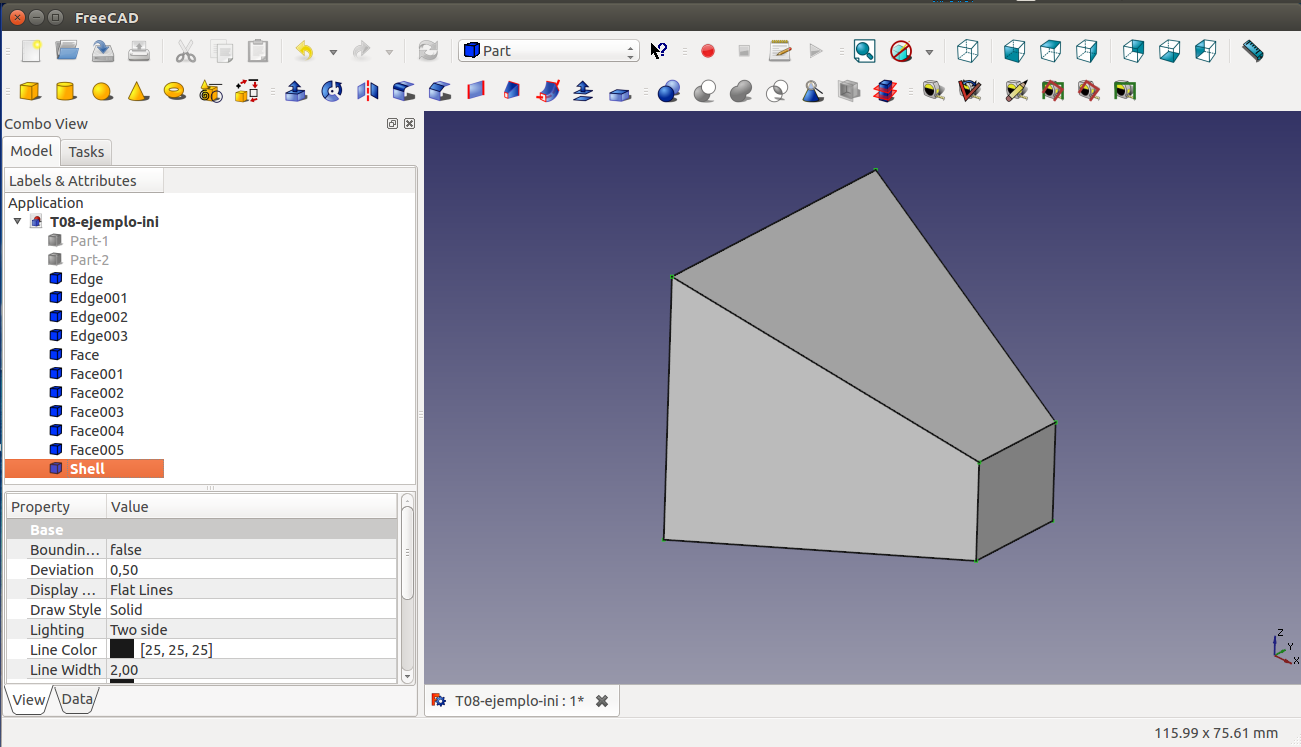 FreeCAD
Part
Combo View
Model
Tasks
Labels & Attributes
Application
T08-ejemplo-ini
Part-1
Part-2
Edge
Edge001
Edge002
Edge003
Face
Face001
Face002
Face003
Face004
Face005
Shell
Property Value
Base
Boundin... false
Deviation 0,50
Display ... Flat Lines
Draw Style Solid
Lighting Two side
Line Color [25, 25, 25]
Line Width 2,00
View Data
T08-ejemplo-ini : 1*
Z
Y
X
115.99 x 75.61 mm